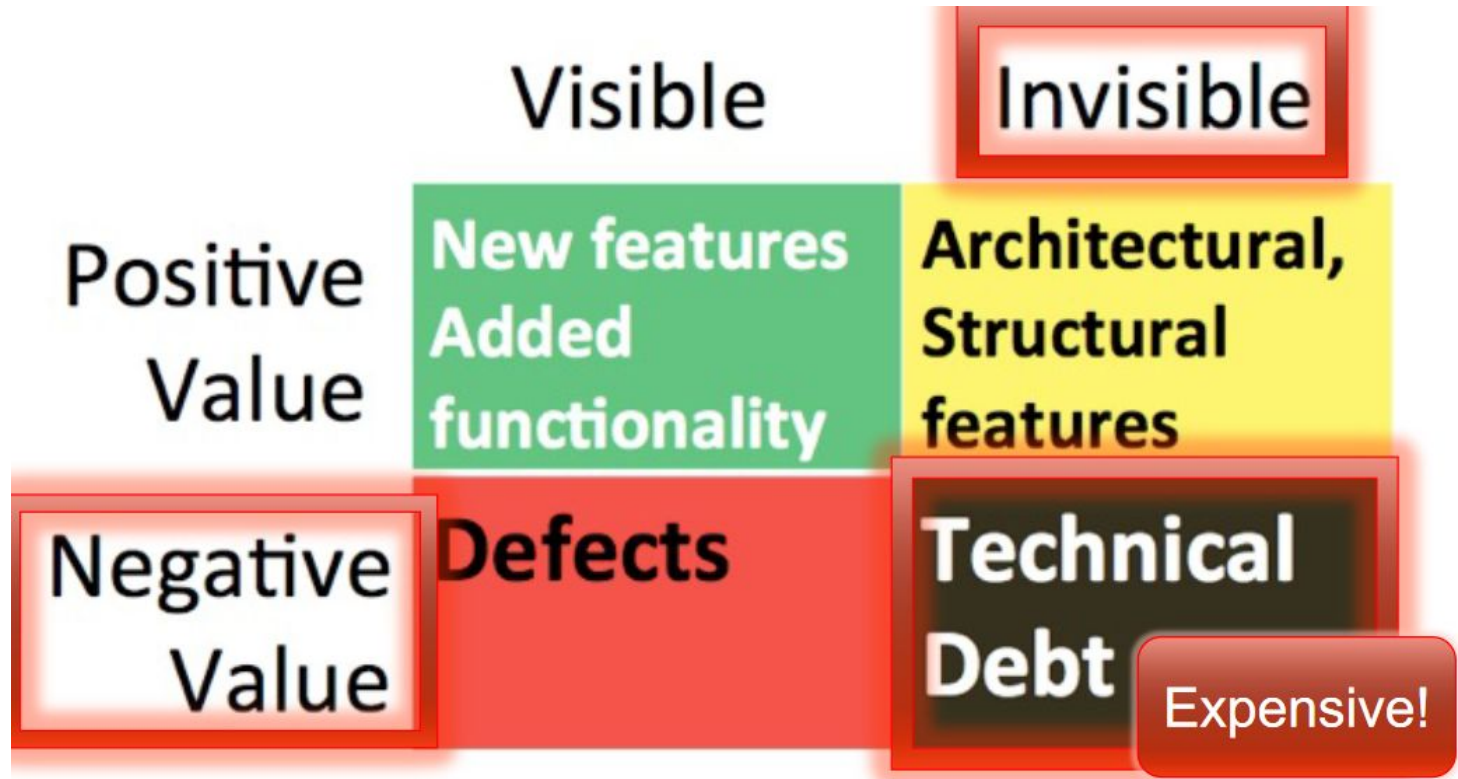 Visible
Invisible
Positive
Value
New features
Added
functionality
Architectural,
Structural
features
Negative
Value
Defects
Technical
Debt
Expensive!